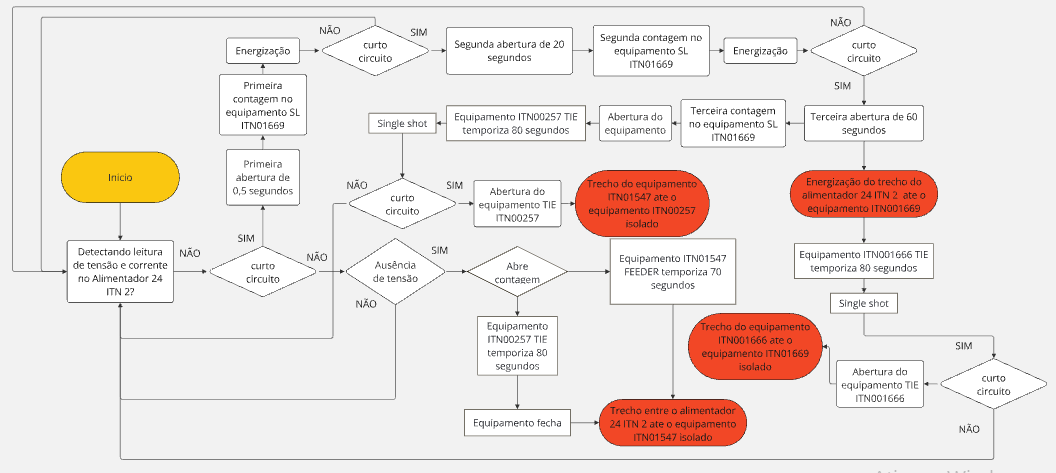 NÃO
curto
circuito
SIM
Energização
Segunda abertura de 20
segundos
Segunda contagem no
equipamento SL
ITN01669
Energização
NÃO
curto
circuito
SIM
Primeira
contagem no
equipamento SL
ITN01669
Single shot
Equipamento ITN00257 TIE
temporiza 80 segundos
Abertura do
equipamento
Terceira contagem
no equipamento SL
ITN01669
Terceira abertura de 60
segundos
Inicio
Primeira
abertura de
0,5 segundos
NÃO
curto
circuito
SIM
Abertura do
equipamento TIE
ITN00257
Trecho do equipamento
ITN01547 ate o
equipamento ITN00257
isolado
Energização do trecho do
alimentador 24 ITN 2 ate o
equipamento ITN001669
Detectando leitura
de tensão e corrente
no Alimentador 24
ITN 2?
NÃO
SIM
curto
circuito
NÃO
Ausência
de tensão
SIM
NÃO
Abre
contagem
Equipamento ITN01547
FEEDER temporiza 70
segundos
Equipamento ITN001666 TIE
temporiza 80 segundos
Single shot
Equipamento
ITN00257 TIE
temporiza 80
segundos
Trecho do equipamento
ITN001666 ate o
equipamento ITN01669
isolado
SIM
Abertura do
equipamento TIE
ITN001666
curto
circuito
NÃO
Equipamento fecha
Trecho entre o alimentador
24 ITN 2 ate o equipamento
ITN01547 isolado